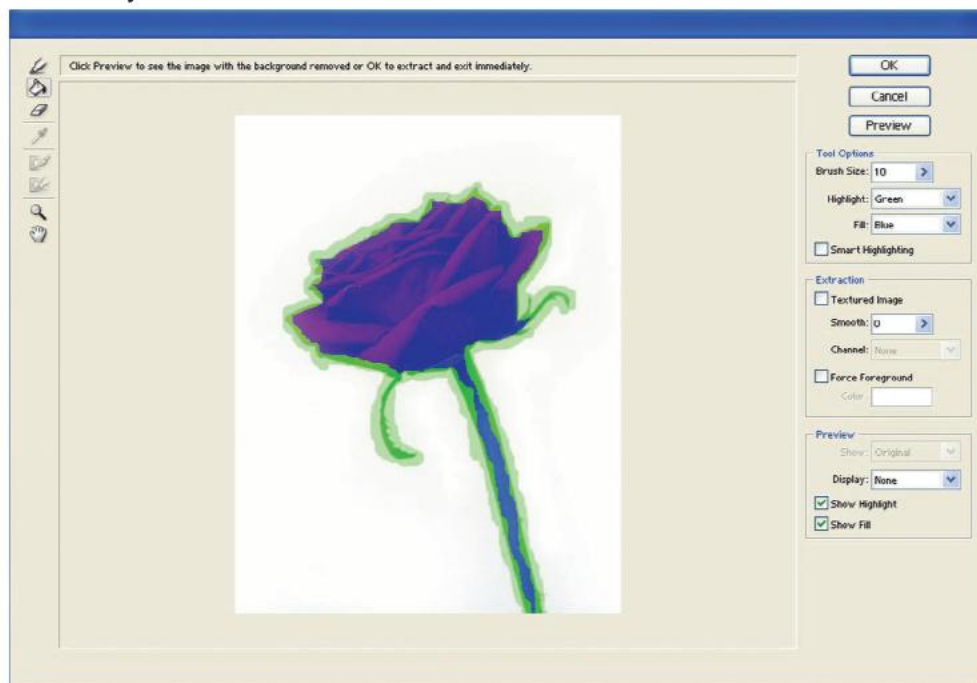 Click Preview to see the image with the background removed or OK to extract and exit immediately.
OK
Cancel
Preview
Tool Options
Brush Size: 10
Highlight: Green
Fill: Blue
Smart Highlighting
Extraction
Textured Image
Smooth: 0
Channel: None
Force Foreground
Color:
Preview
Show: Original
Display: None
Show Highlight
Show Fill